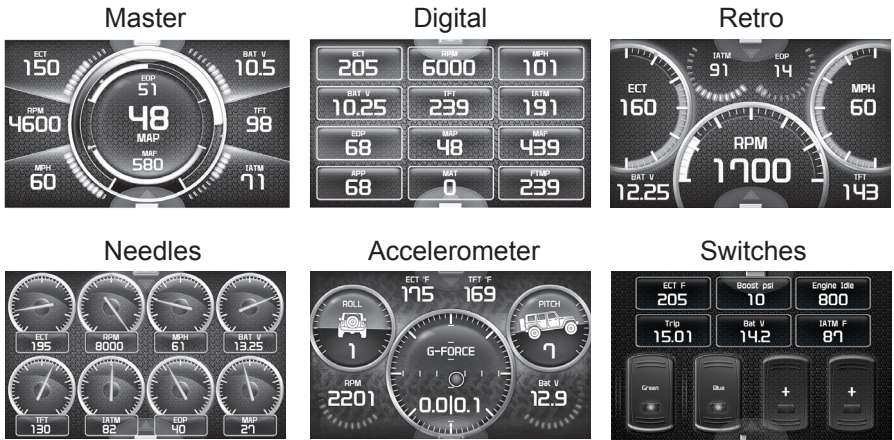 Master
ECT
150
BAT V
10.5
EOP
51
RPM
4600
48
MAP
TFT
98
MAF
580
MPH
60
IATM
71
Digital
ECT
205
RPM
6000
MPH
101
BAT V
10.25
TFT
239
IATM
191
EOP
68
MAP
48
MAF
439
APP
68
MAT
0
FTMP
239
Retro
IATM
91
EOP
14
ECT
160
MPH
60
RPM
1700
BAT V
12.25
TFT
143
Needles
ECT
195
RPM
8000
MPH
61
BAT V
13.25
TFT
130
IATM
82
EOP
40
MAP
27
Accelerometer
ECT °F
175
TFT °F
169
ROLL
1
PITCH
7
G-FORCE
0.0|0.1
RPM
2201
Bat V
12.9
Switches
ECT F
205
Boost psi
10
Engine Idle
800
Trip
15.01
Bat V
14.2
IATM F
87
Green
Blue
+
+